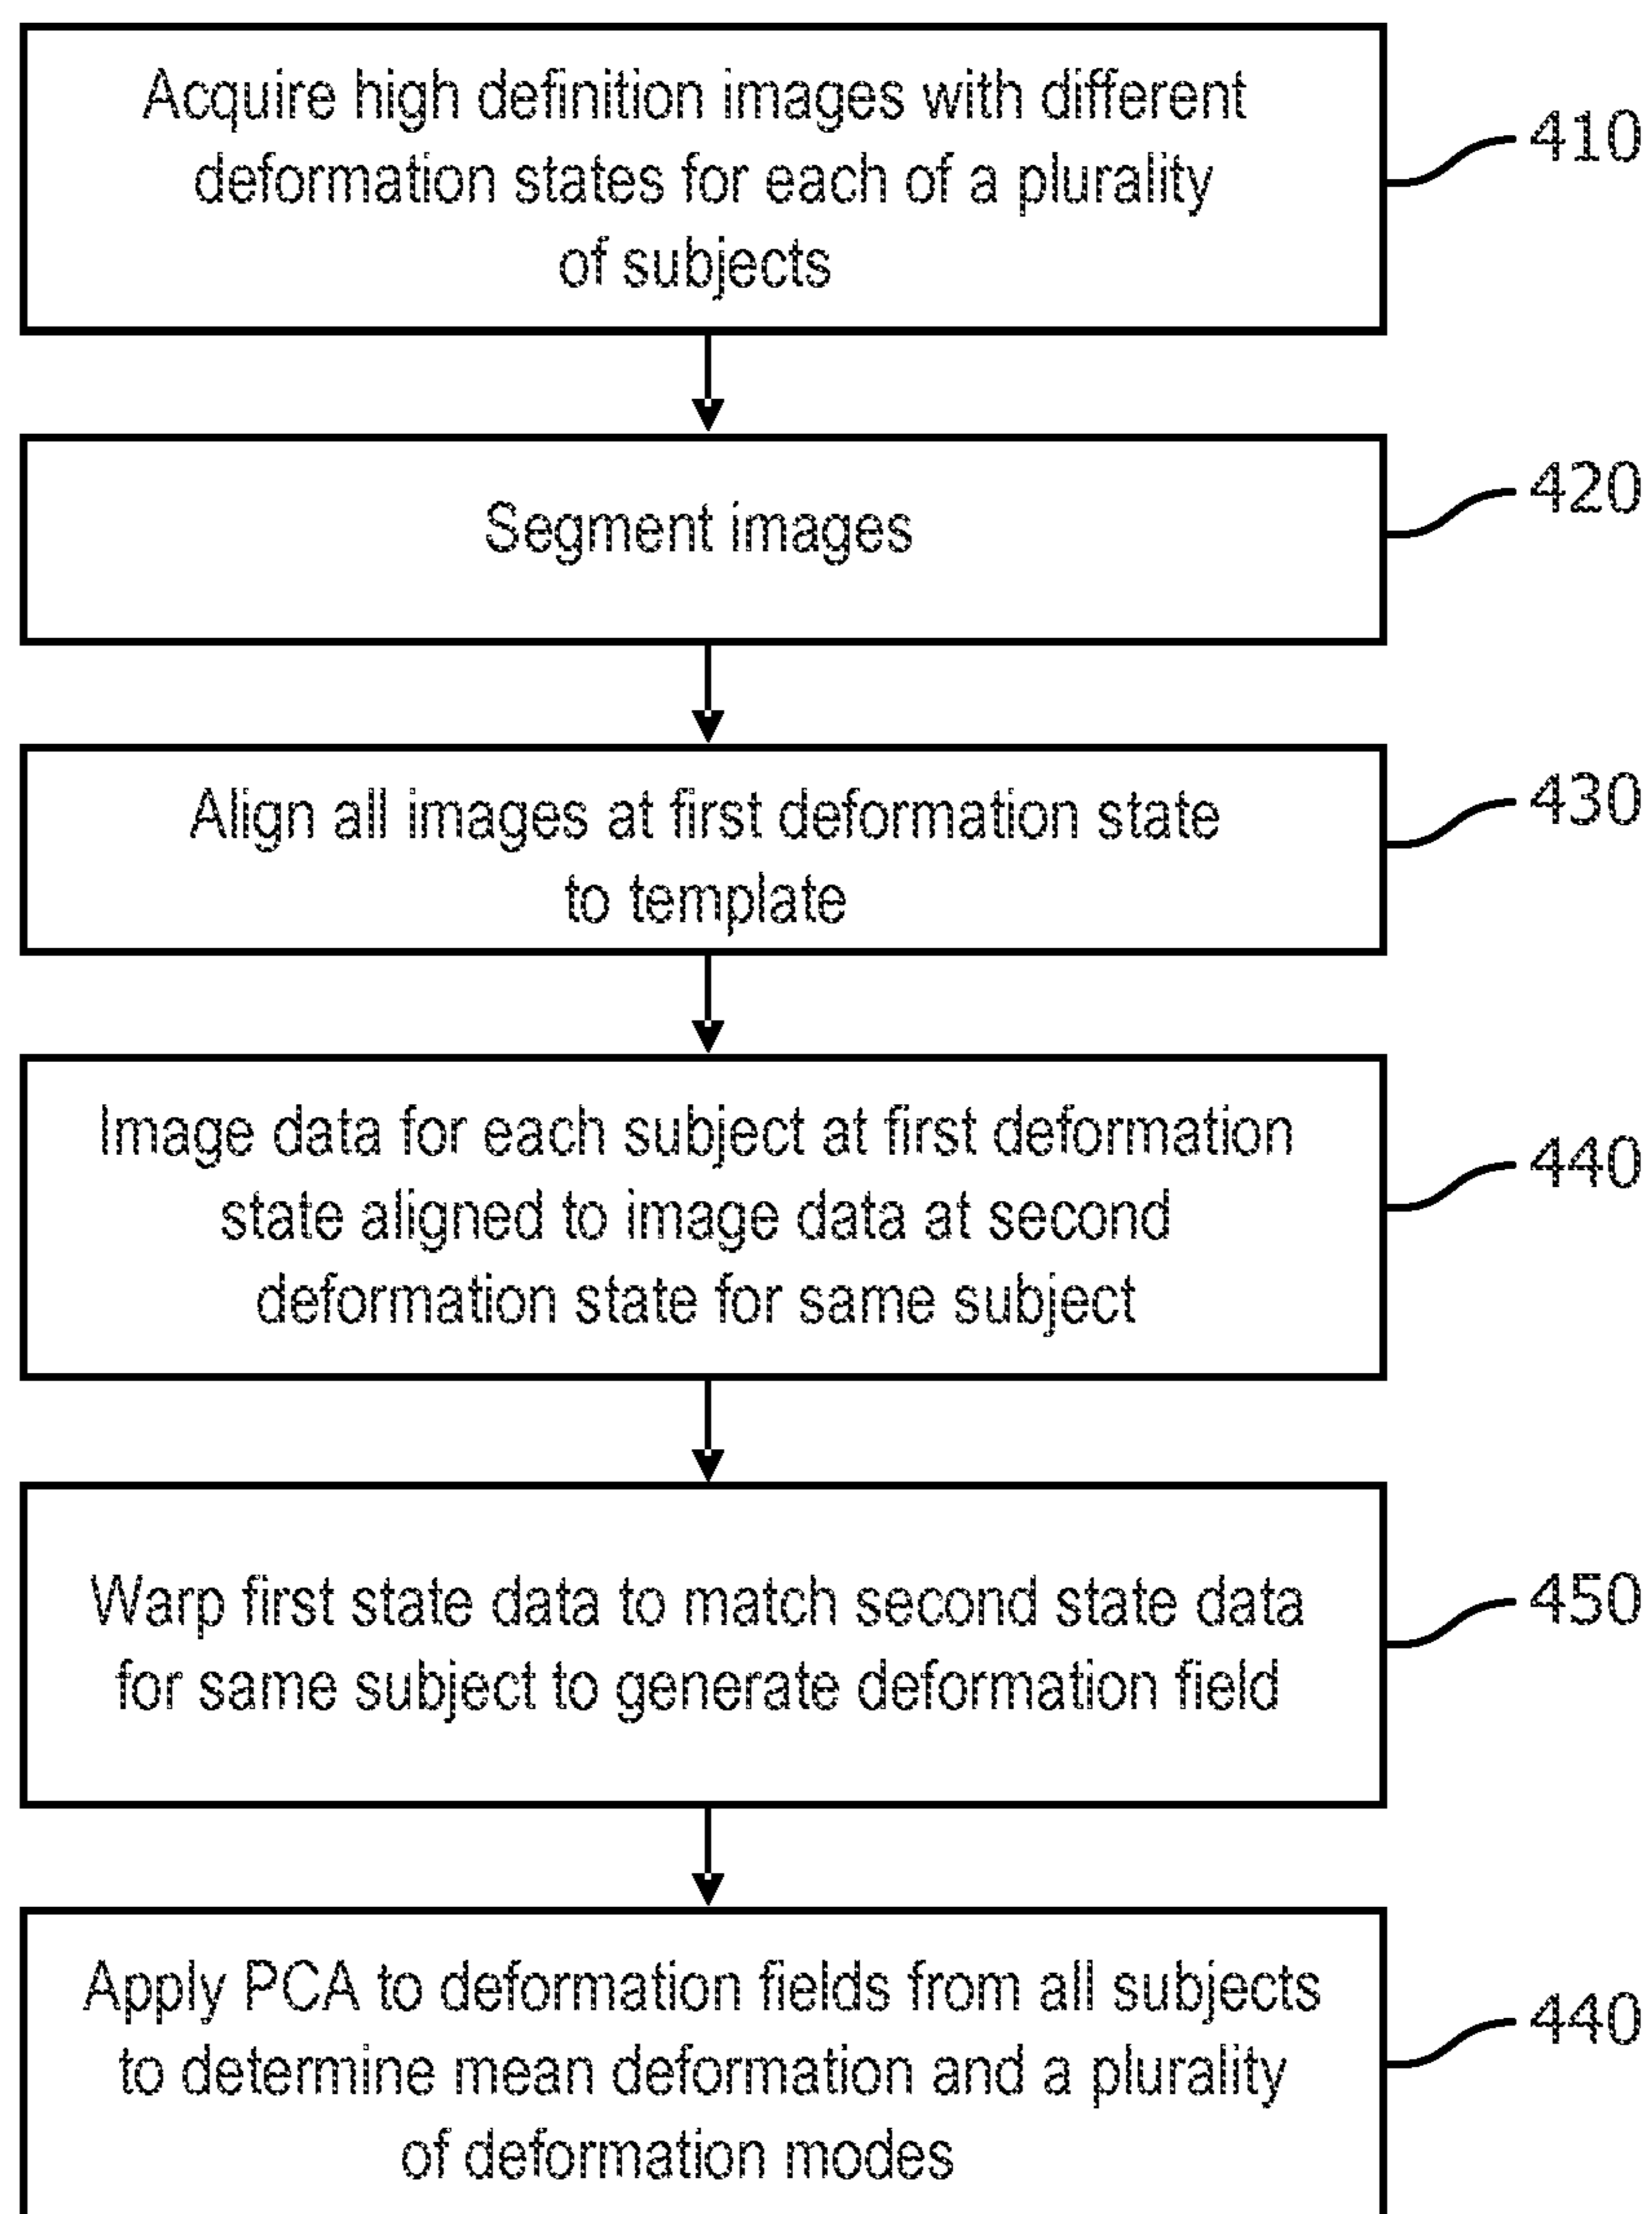 Acquire high definition images with different
deformation states for each of a plurality
of subjects
410
Segment images
420
Align all images at first deformation state
to template
430
Image data for each subject at first deformation
state aligned to image data at second
deformation state for same subject
440
Warp first state data to match second state data
for same subject to generate deformation field
450
Apply PCA to deformation fields from all subjects
to determine mean deformation and a plurality
of deformation modes
440